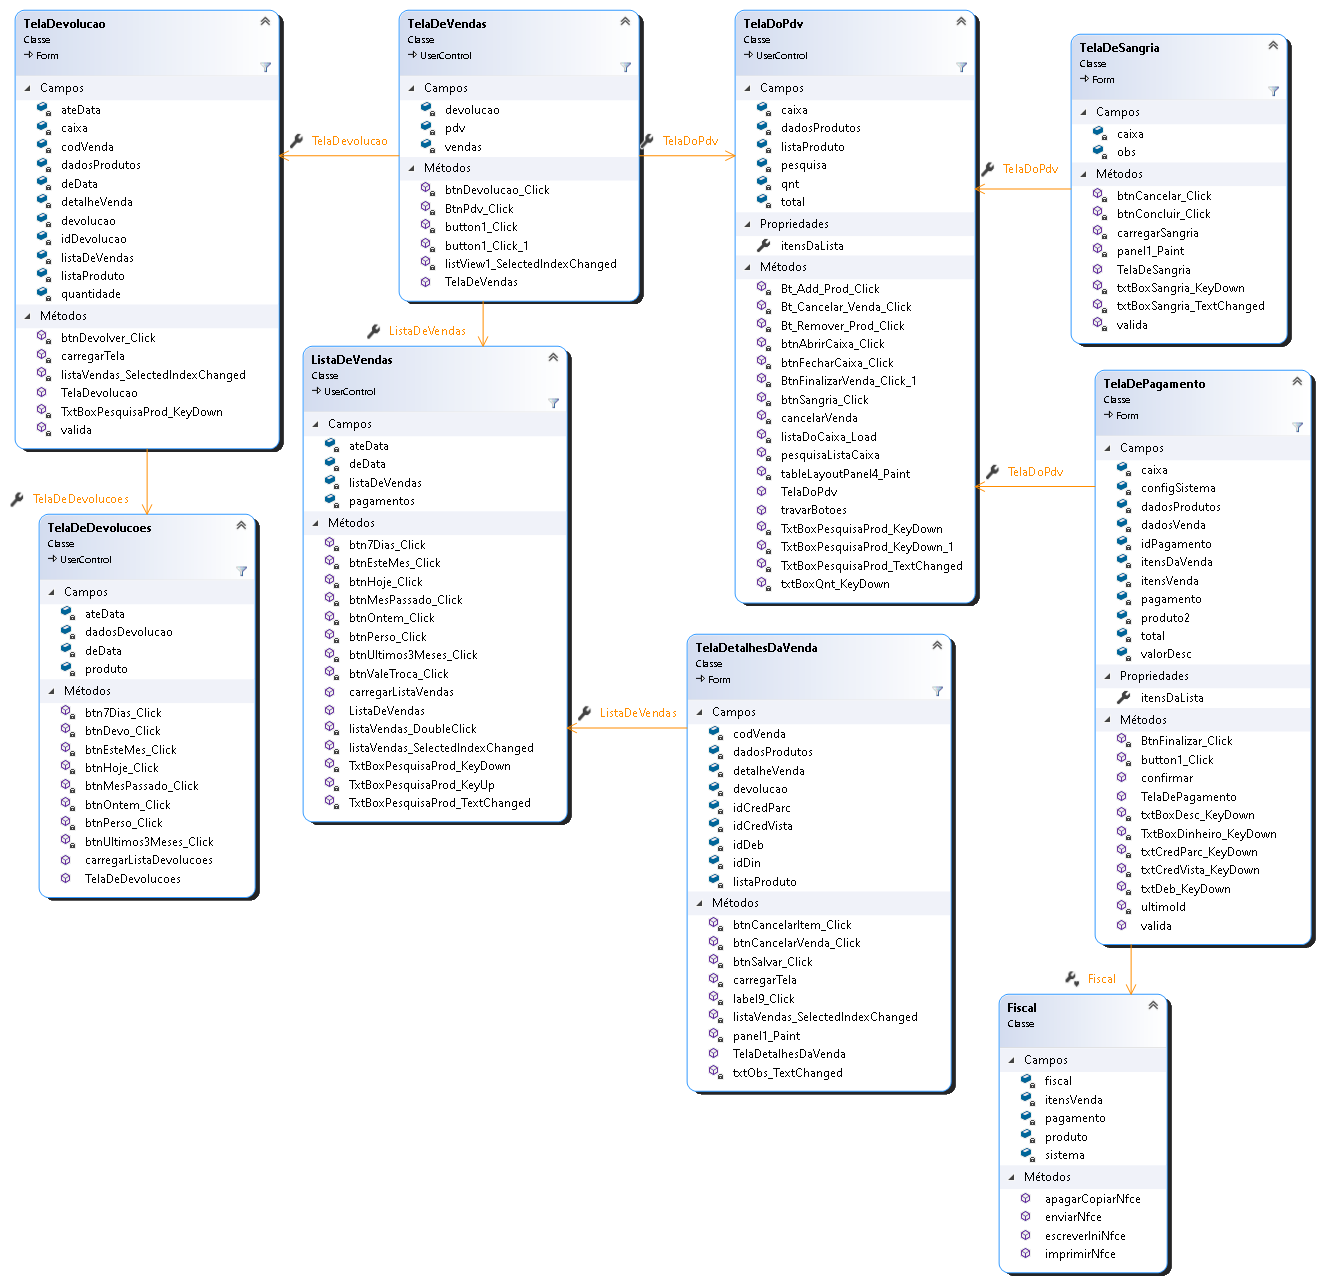 TelaDevolucao
Classe
Form
Campos
ateData
caixa
codVenda
dadosProdutos
deData
detalheVenda
devolucao
idDevolucao
listaDeVendas
listaProduto
quantidade
Métodos
btnDevolver_Click
carregarTela
listaVendas_SelectedIndexChanged
TelaDevolucao
TxtBoxPesquisaProd_KeyDown
valida
TelaDevolucao
TelaDeVendas
Classe
UserControl
Campos
devolucao
pdv
vendas
Métodos
btnDevolucao_Click
BtnPdv_Click
button1_Click
button1_Click_1
listView1_SelectedIndexChanged
TelaDeVendas
TelaDoPdv
TelaDoPdv
Classe
UserControl
Campos
caixa
dadosProdutos
listaProduto
pesquisa
qnt
total
Propriedades
itensDaLista
Métodos
Bt_Add_Prod_Click
Bt_Cancelar_Venda_Click
Bt_Remover_Prod_Click
btnAbrirCaixa_Click
btnFecharCaixa_Click
BtnFinalizarVenda_Click_1
btnSangria_Click
cancelarVenda
listaDoCaixa_Load
pesquisaListaCaixa
tableLayoutPanel4_Paint
TelaDoPdv
travarBotoes
TxtBoxPesquisaProd_KeyDown
TxtBoxPesquisaProd_KeyDown_1
TxtBoxPesquisaProd_TextChanged
txtBoxQnt_KeyDown
TelaDoPdv
TelaDeSangria
Classe
Form
Campos
caixa
obs
Métodos
btnCancelar_Click
btnConcluir_Click
carregarSangria
panel1_Paint
TelaDeSangria
txtBoxSangria_KeyDown
txtBoxSangria_TextChanged
valida
ListaDeVendas
ListaDeVendas
Classe
UserControl
Campos
ateData
deData
listaDeVendas
pagamentos
Métodos
btn7Dias_Click
btnEsteMes_Click
btnHoje_Click
btnMesPassado_Click
btnOntem_Click
btnPerso_Click
btnUltimos3Meses_Click
btnValeTroca_Click
carregarListaVendas
ListaDeVendas
listaVendas_DoubleClick
listaVendas_SelectedIndexChanged
TxtBoxPesquisaProd_KeyDown
TxtBoxPesquisaProd_KeyUp
TxtBoxPesquisaProd_TextChanged
TelaDoPdv
TelaDePagamento
Classe
Form
Campos
caixa
configSistema
dadosProdutos
dadosVenda
idPagamento
itensDaVenda
itensVenda
pagamento
produto2
total
valorDesc
Propriedades
itensDaLista
Métodos
BtnFinalizar_Click
button1_Click
confirmar
TelaDePagamento
txtBoxDesc_KeyDown
TxtBoxDinheiro_KeyDown
txtCredParc_KeyDown
txtCredVista_KeyDown
txtDeb_KeyDown
ultimoId
valida
TelaDeDevolucoes
TelaDeDevolucoes
Classe
UserControl
Campos
ateData
dadosDevolucao
deData
produto
Métodos
btn7Dias_Click
btnDevo_Click
btnEsteMes_Click
btnHoje_Click
btnMesPassado_Click
btnOntem_Click
btnPerso_Click
btnUltimos3Meses_Click
carregarListaDevolucoes
TelaDeDevolucoes
ListaDeVendas
TelaDetalhesDaVenda
Classe
Form
Campos
codVenda
dadosProdutos
detalheVenda
devolucao
idCredParc
idCredVista
idDeb
idDin
listaProduto
Métodos
btnCancelarItem_Click
btnCancelarVenda_Click
btnSalvar_Click
carregarTela
label9_Click
listaVendas_SelectedIndexChanged
panel1_Paint
TelaDetalhesDaVenda
txtObs_TextChanged
Fiscal
Fiscal
Classe
Campos
fiscal
itensVenda
pagamento
produto
sistema
Métodos
apagarCopiarNfce
enviarNfce
escreverIniNfce
imprimirNfce